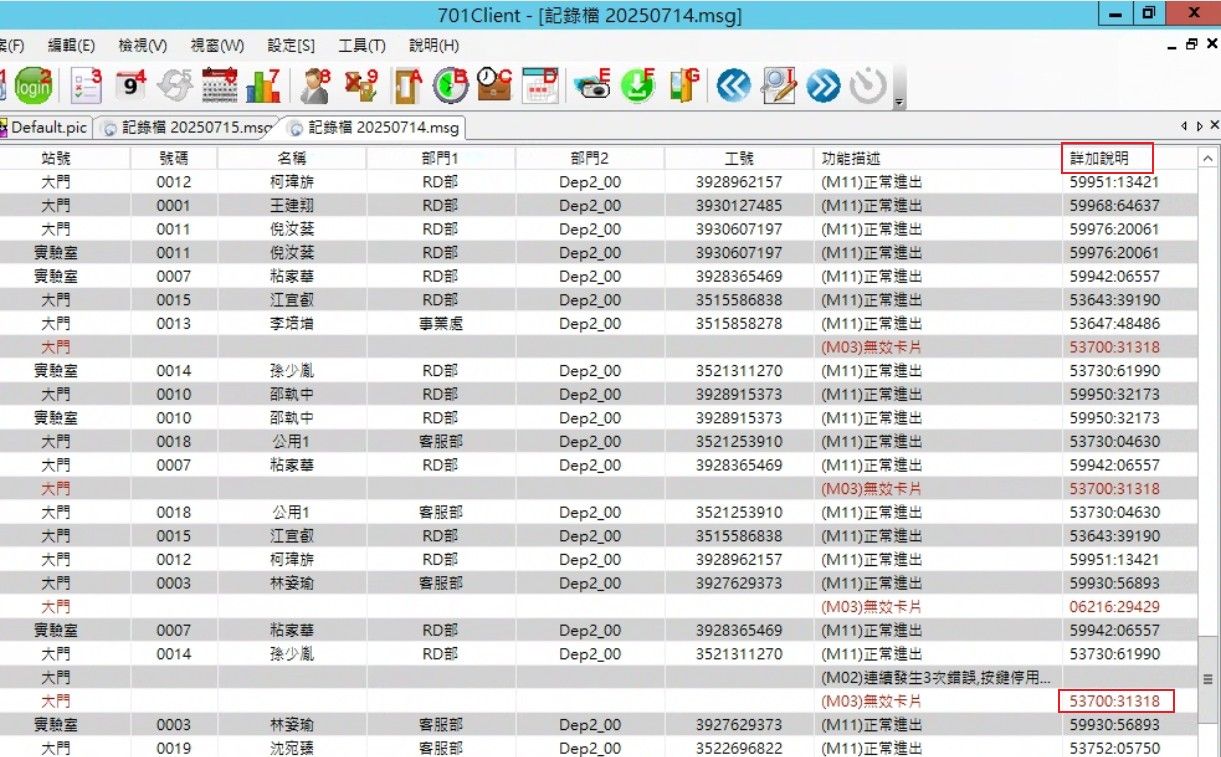 701Client - [記錄檔 20250714.msg]
(F) 編輯(E) 檢視(V) 視窗(W) 設定[S] 工具(T) 說明(H)
login 3 9 4 5 6 7 8 9 A B C D E F G I
Default.pic 記錄檔 20250715.msg 記錄檔 20250714.msg
站號 號碼 名稱 部門1 部門2 工號 功能描述 詳加說明
大門 0012 柯瑋旂 RD部 Dep2_00 3928962157 (M11)正常進出 59951:13421
大門 0001 王建翔 RD部 Dep2_00 3930127485 (M11)正常進出 59968:64637
大門 0011 倪汝棻 RD部 Dep2_00 3930607197 (M11)正常進出 59976:20061
實驗室 0011 倪汝棻 RD部 Dep2_00 3930607197 (M11)正常進出 59976:20061
實驗室 0007 粘家華 RD部 Dep2_00 3928365469 (M11)正常進出 59942:06557
大門 0015 江宜叡 RD部 Dep2_00 3515586838 (M11)正常進出 53643:39190
大門 0013 李培增 事業處 Dep2_00 3515858278 (M11)正常進出 53647:48486
大門 (M03)無效卡片 53700:31318
實驗室 0014 孫少胤 RD部 Dep2_00 3521311270 (M11)正常進出 53730:61990
大門 0010 邵執中 RD部 Dep2_00 3928915373 (M11)正常進出 59950:32173
實驗室 0010 邵執中 RD部 Dep2_00 3928915373 (M11)正常進出 59950:32173
大門 0018 公用1 客服部 Dep2_00 3521253910 (M11)正常進出 53730:04630
大門 0007 粘家華 RD部 Dep2_00 3928365469 (M11)正常進出 59942:06557
大門 (M03)無效卡片 53700:31318
大門 0018 公用1 客服部 Dep2_00 3521253910 (M11)正常進出 53730:04630
大門 0015 江宜叡 RD部 Dep2_00 3515586838 (M11)正常進出 53643:39190
大門 0012 柯瑋旂 RD部 Dep2_00 3928962157 (M11)正常進出 59951:13421
大門 0003 林姿瑜 客服部 Dep2_00 3927629373 (M11)正常進出 59930:56893
大門 (M03)無效卡片 06216:29429
實驗室 0007 粘家華 RD部 Dep2_00 3928365469 (M11)正常進出 59942:06557
大門 0014 孫少胤 RD部 Dep2_00 3521311270 (M11)正常進出 53730:61990
大門 (M02)連續發生3次錯誤,按鍵停用...
大門 (M03)無效卡片 53700:31318
實驗室 0003 林姿瑜 客服部 Dep2_00 3927629373 (M11)正常進出 59930:56893
大門 0019 沈宛臻 客服部 Dep2_00 3522696822 (M11)正常進出 53752:05750